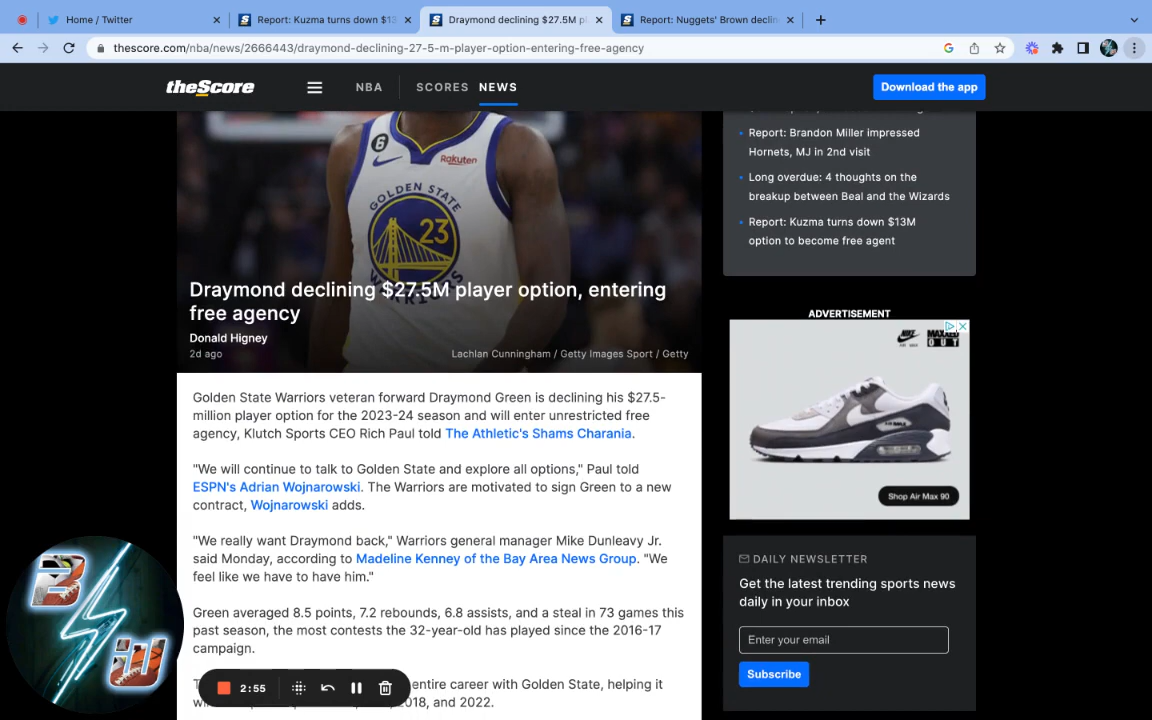 Home / Twitter
Report: Kuzma turns down $13
Draymond declining $27.5M pl
Report: Nuggets' Brown declin
thescore.com/nba/news/2666443/draymond-declining-27-5-m-player-option-entering-free-agency
theScore
NBA
SCORES
NEWS
Download the app
6
Rakuten
GOLDEN STATE
23
WARRIORS
Draymond declining $27.5M player option, entering
free agency
Donald Higney
2d ago
Lachlan Cunningham / Getty Images Sport / Getty
Golden State Warriors veteran forward Draymond Green is declining his $27.5-
million player option for the 2023-24 season and will enter unrestricted free
agency, Klutch Sports CEO Rich Paul told The Athletic's Shams Charania.
"We will continue to talk to Golden State and explore all options," Paul told
ESPN's Adrian Wojnarowski. The Warriors are motivated to sign Green to a new
contract, Wojnarowski adds.
"We really want Draymond back," Warriors general manager Mike Dunleavy Jr.
said Monday, according to Madeline Kenney of the Bay Area News Group. "We
feel like we have to have him."
Green averaged 8.5 points, 7.2 rebounds, 6.8 assists, and a steal in 73 games this
past season, the most contests the 32-year-old has played since the 2016-17
campaign.
entire career with Golden State, helping it
2018, and 2022.
2:55
Report: Brandon Miller impressed
Hornets, MJ in 2nd visit
Long overdue: 4 thoughts on the
breakup between Beal and the Wizards
Report: Kuzma turns down $13M
option to become free agent
ADVERTISEMENT
NIKE
MAXXED
OUT
AIR MAX
Shop Air Max 90
DAILY NEWSLETTER
Get the latest trending sports news
daily in your inbox
Enter your email
Subscribe